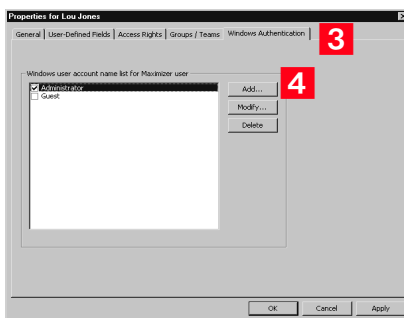 Properties for Lou Jones
General User-Defined Fields Access Rights Groups / Teams Windows Authentication
3
Windows user account name list for Maximizer user
Administrator
Guest
Add...
4
Modify...
Delete
OK Cancel Apply